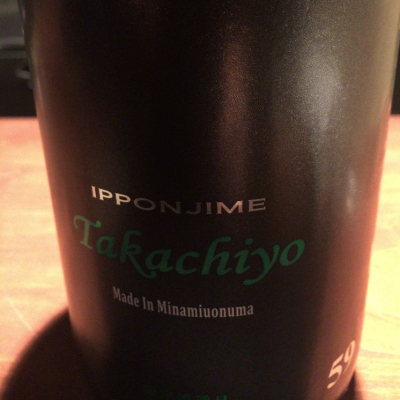 IPPONJIME
Takachiyo
Made In Minamiuonuma
59